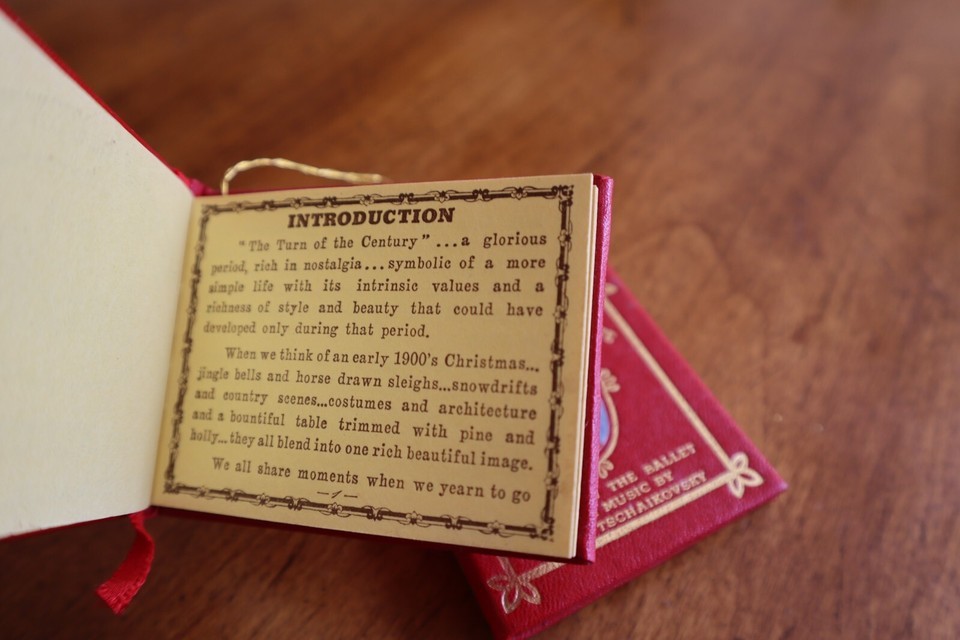 INTRODUCTION
"The Turn of the Century"...a glorious
period, rich in nostalgia...symbolic of a more
simple life with its intrinsic values and a
richness of style and beauty that could have
developed only during that period.
When we think of an early 1900's Christmas...
jingle bells and horse drawn sleighs...snowdrifts
and country scenes...costumes and architecture
and a bountiful table trimmed with pine and
holly...they all blend into one rich beautiful image.
We all share moments when we yearn to go
—1—
THE BALLET
MUSIC BY
TSCHAIKOVSKY